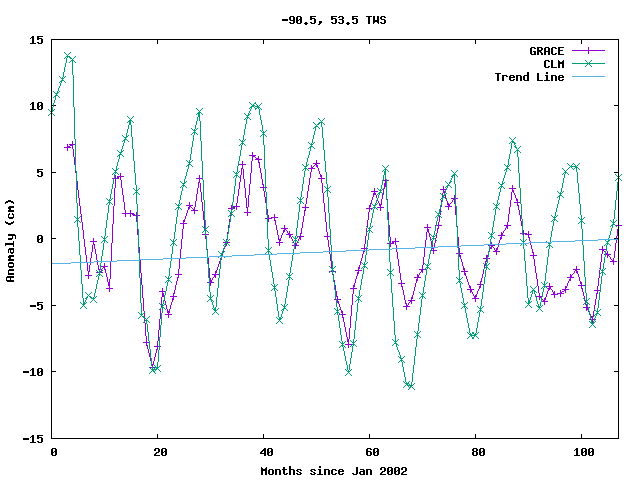 -90.5, 53.5 TWS
GRACE
CLM
Trend Line
15
10
5
0
-5
-10
-15
Anomaly (cm)
0 20 40 60 80 100
Months since Jan 2002